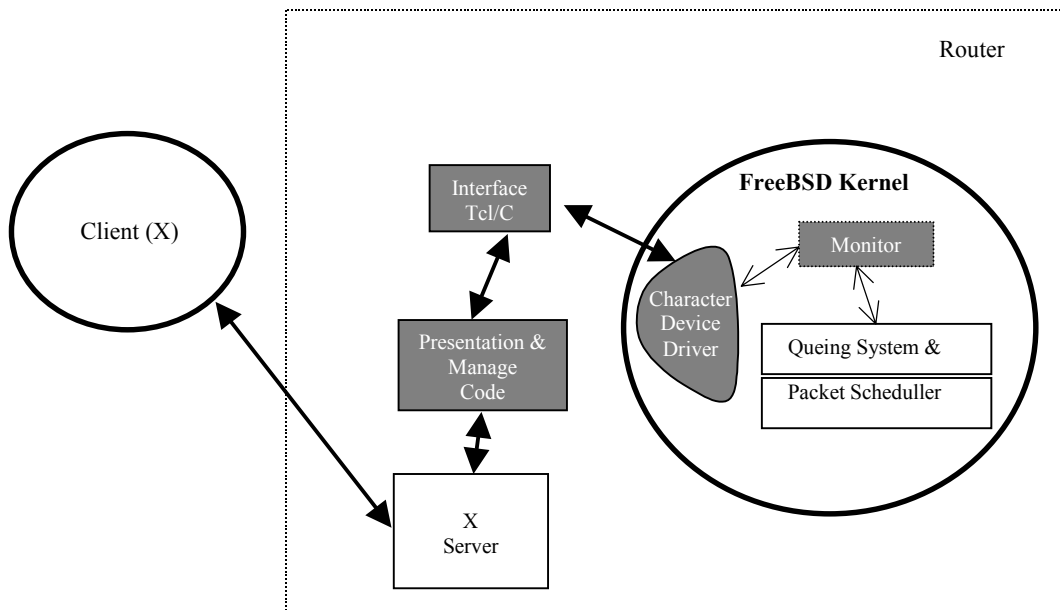 Router
Client (X)
Interface
Tcl/C
FreeBSD Kernel
Monitor
Character
Device
Driver
Presentation &
Manage
Code
Queing System &
Packet Scheduller
X
Server